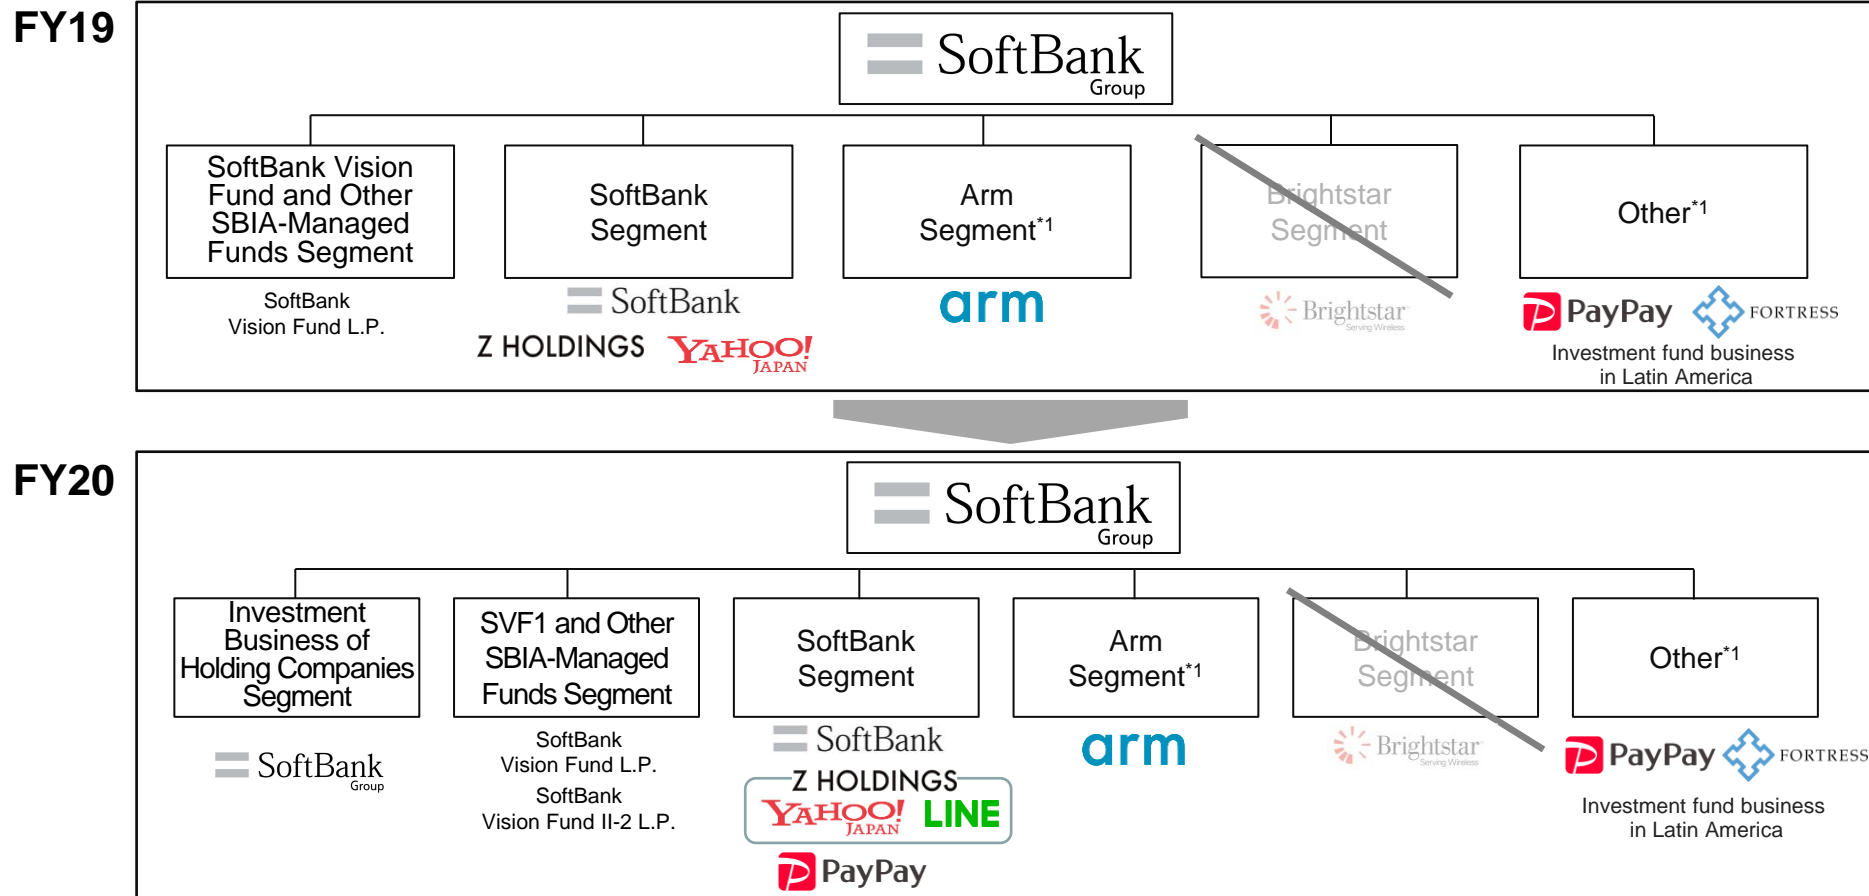 FY19
SoftBank
Group
SoftBank Vision
Fund and Other
SBIA-Managed
Funds Segment
SoftBank
Vision Fund L.P.
SoftBank
Segment
SoftBank
Z HOLDINGS
YAHOO!
JAPAN
Arm
Segment*1
arm
Brightstar
Segment
Brightstar
Serving Wireless
Other*1
PayPay
FORTRESS
Investment fund business
in Latin America
FY20
SoftBank
Group
Investment
Business of
Holding Companies
Segment
SoftBank
Group
SVF1 and Other
SBIA-Managed
Funds Segment
SoftBank
Vision Fund L.P.
SoftBank
Vision Fund II-2 L.P.
SoftBank
Segment
SoftBank
Z HOLDINGS
YAHOO! LINE
JAPAN
PayPay
Arm
Segment*1
arm
Brightstar
Segment
Brightstar
Serving Wireless
Other*1
PayPay
FORTRESS
Investment fund business
in Latin America